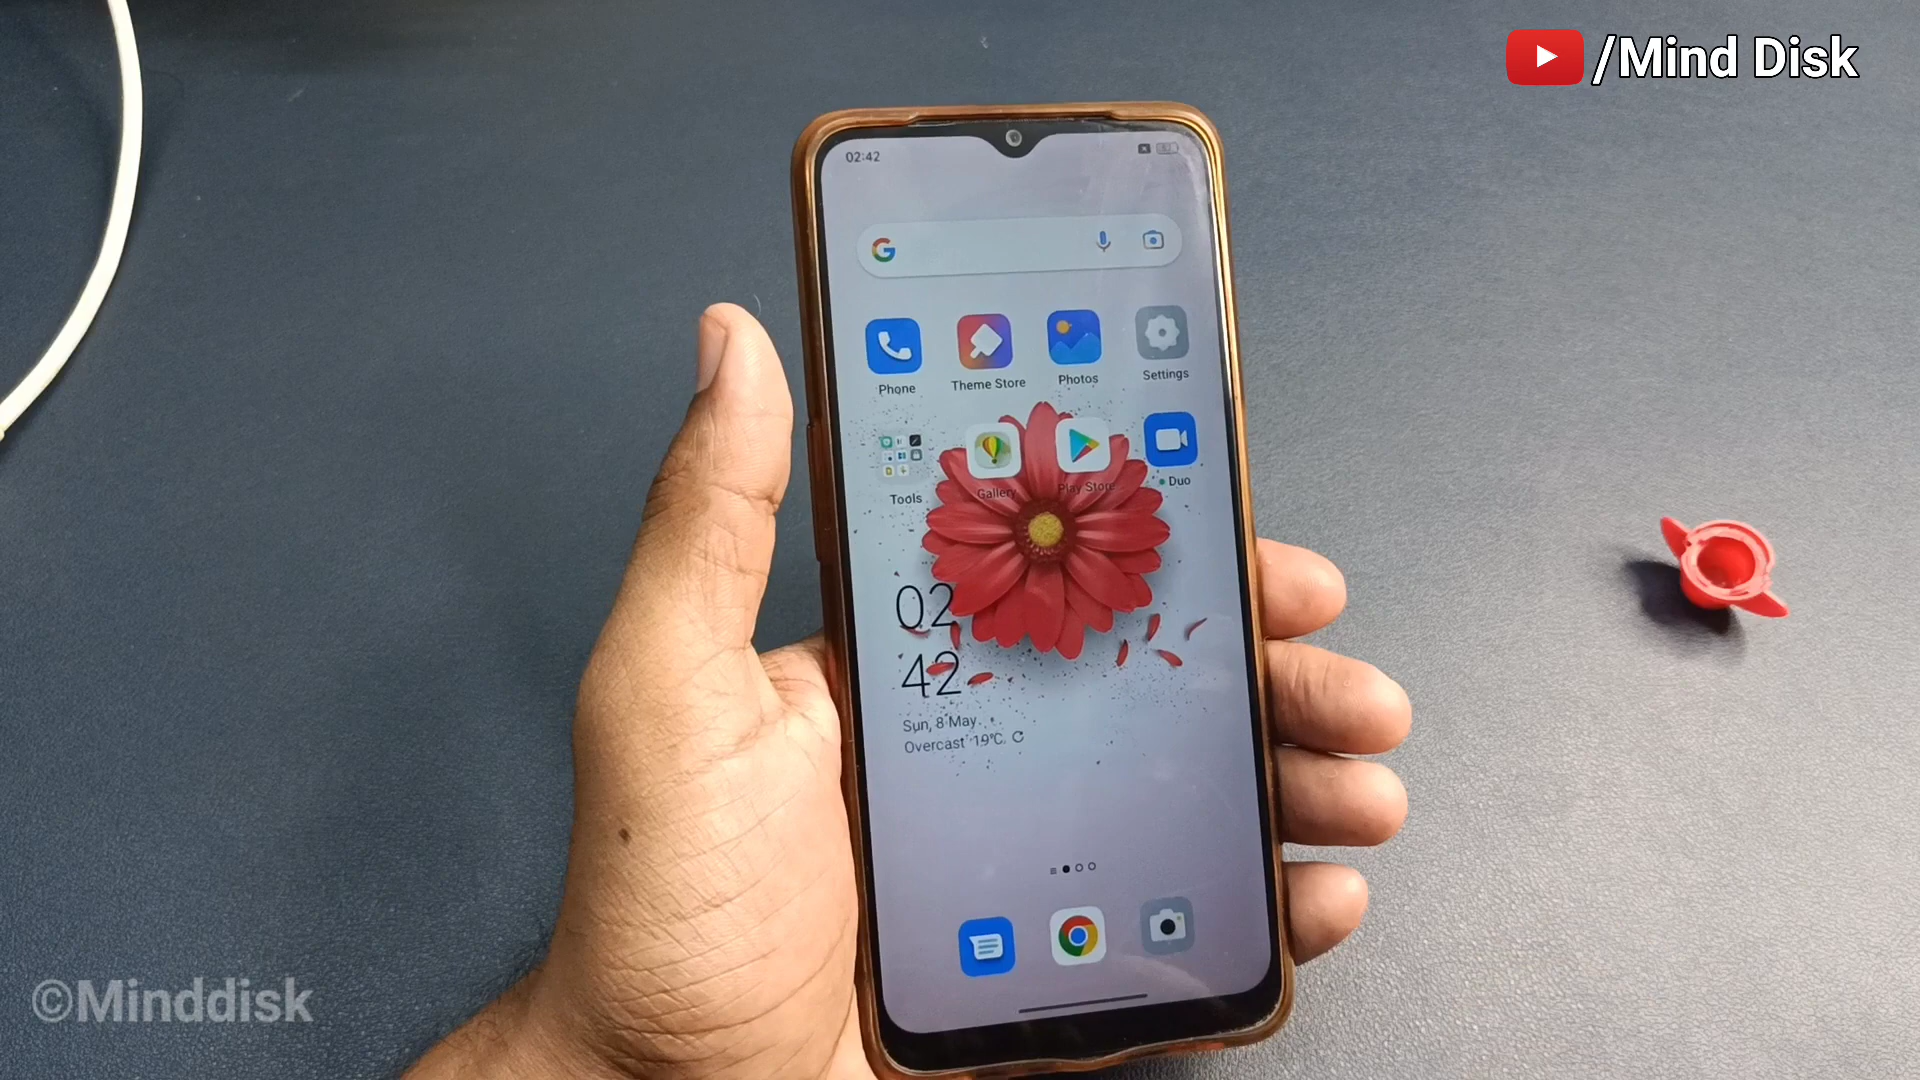 /Mind Disk
02:42
Phone
Theme Store
Photos
Settings
Tools
Gallery
Play Store
Duo
02
42
Sun, 8 May
Overcast 19°C
©Minddisk